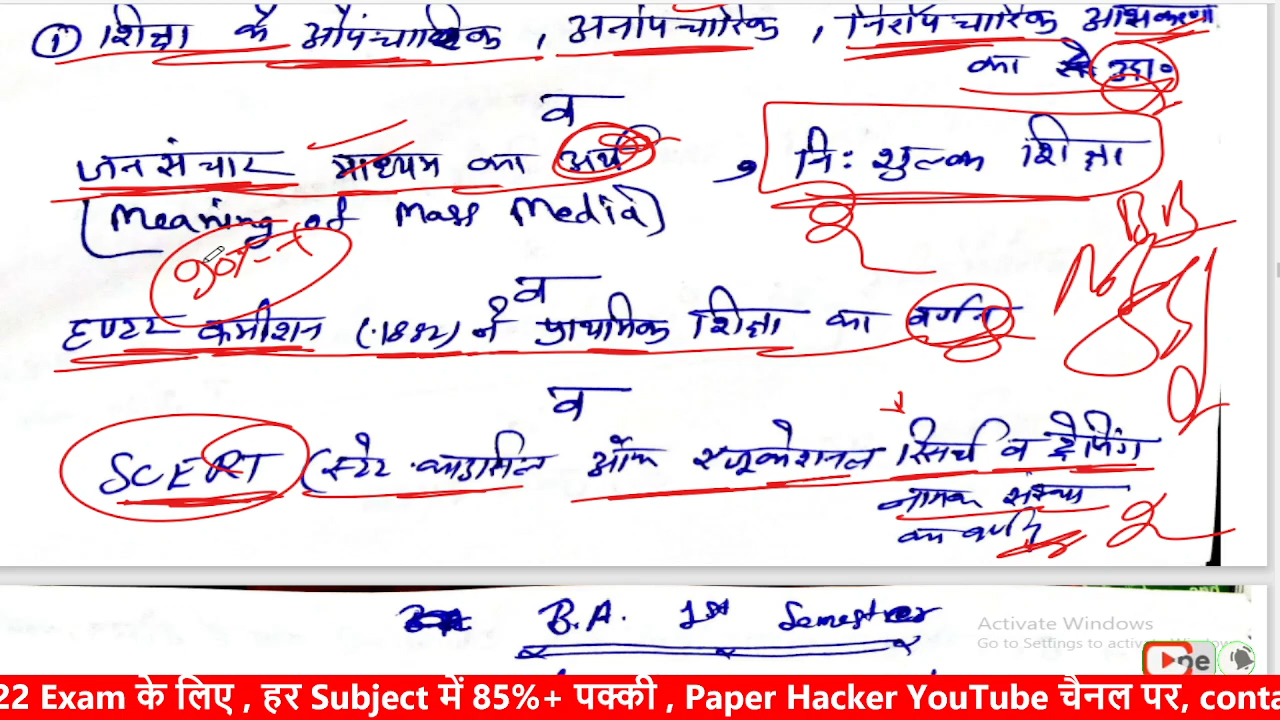 ① शिक्षा के औपचारिक , अनौपचारिक , निरौपचारिक अभिकरण
का उदा०
व
जनसंचार माध्यम का अर्थ , निः शुल्क शिक्षा
(Meaning of Mass Media)
90% +
व
हण्टर कमीशन (1882) ने प्राथमिक शिक्षा का वर्णन
व
SCERT (स्टेट काउंसिल ऑफ एजुकेशनल रिसर्च व ट्रेनिंग
नामक संस्था
का वर्णन
B.A. 1st Semester
Activate Windows
Go to Settings to activate Windows.
22 Exam के लिए , हर Subject में 85%+ पक्की , Paper Hacker YouTube चैनल पर, conta